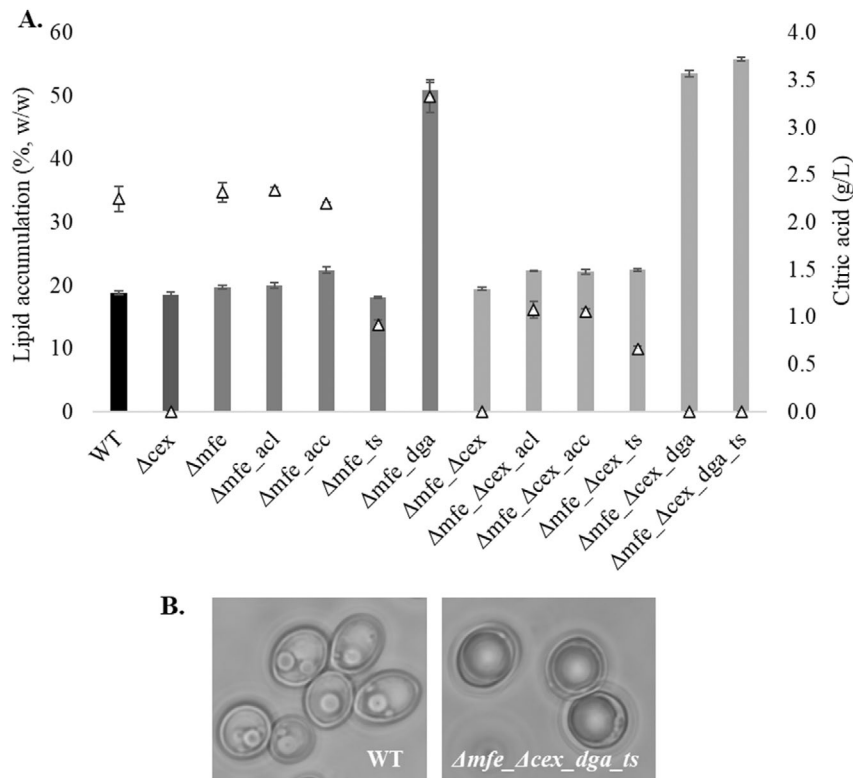 A.
60
50
40
30
20
10
0
Lipid accumulation (%, w/w)
4.0
3.5
3.0
2.5
2.0
1.5
1.0
0.5
0.0
Citric acid (g/L)
WT
Δcex
Δmfe
Δmfe_acl
Δmfe_acc
Δmfe_ts
Δmfe_dga
Δmfe_Δcex
Δmfe_Δcex_acl
Δmfe_Δcex_acc
Δmfe_Δcex_ts
Δmfe_Δcex_dga
Δmfe_Δcex_dga_ts
B.
WT
Δmfe_Δcex_dga_ts